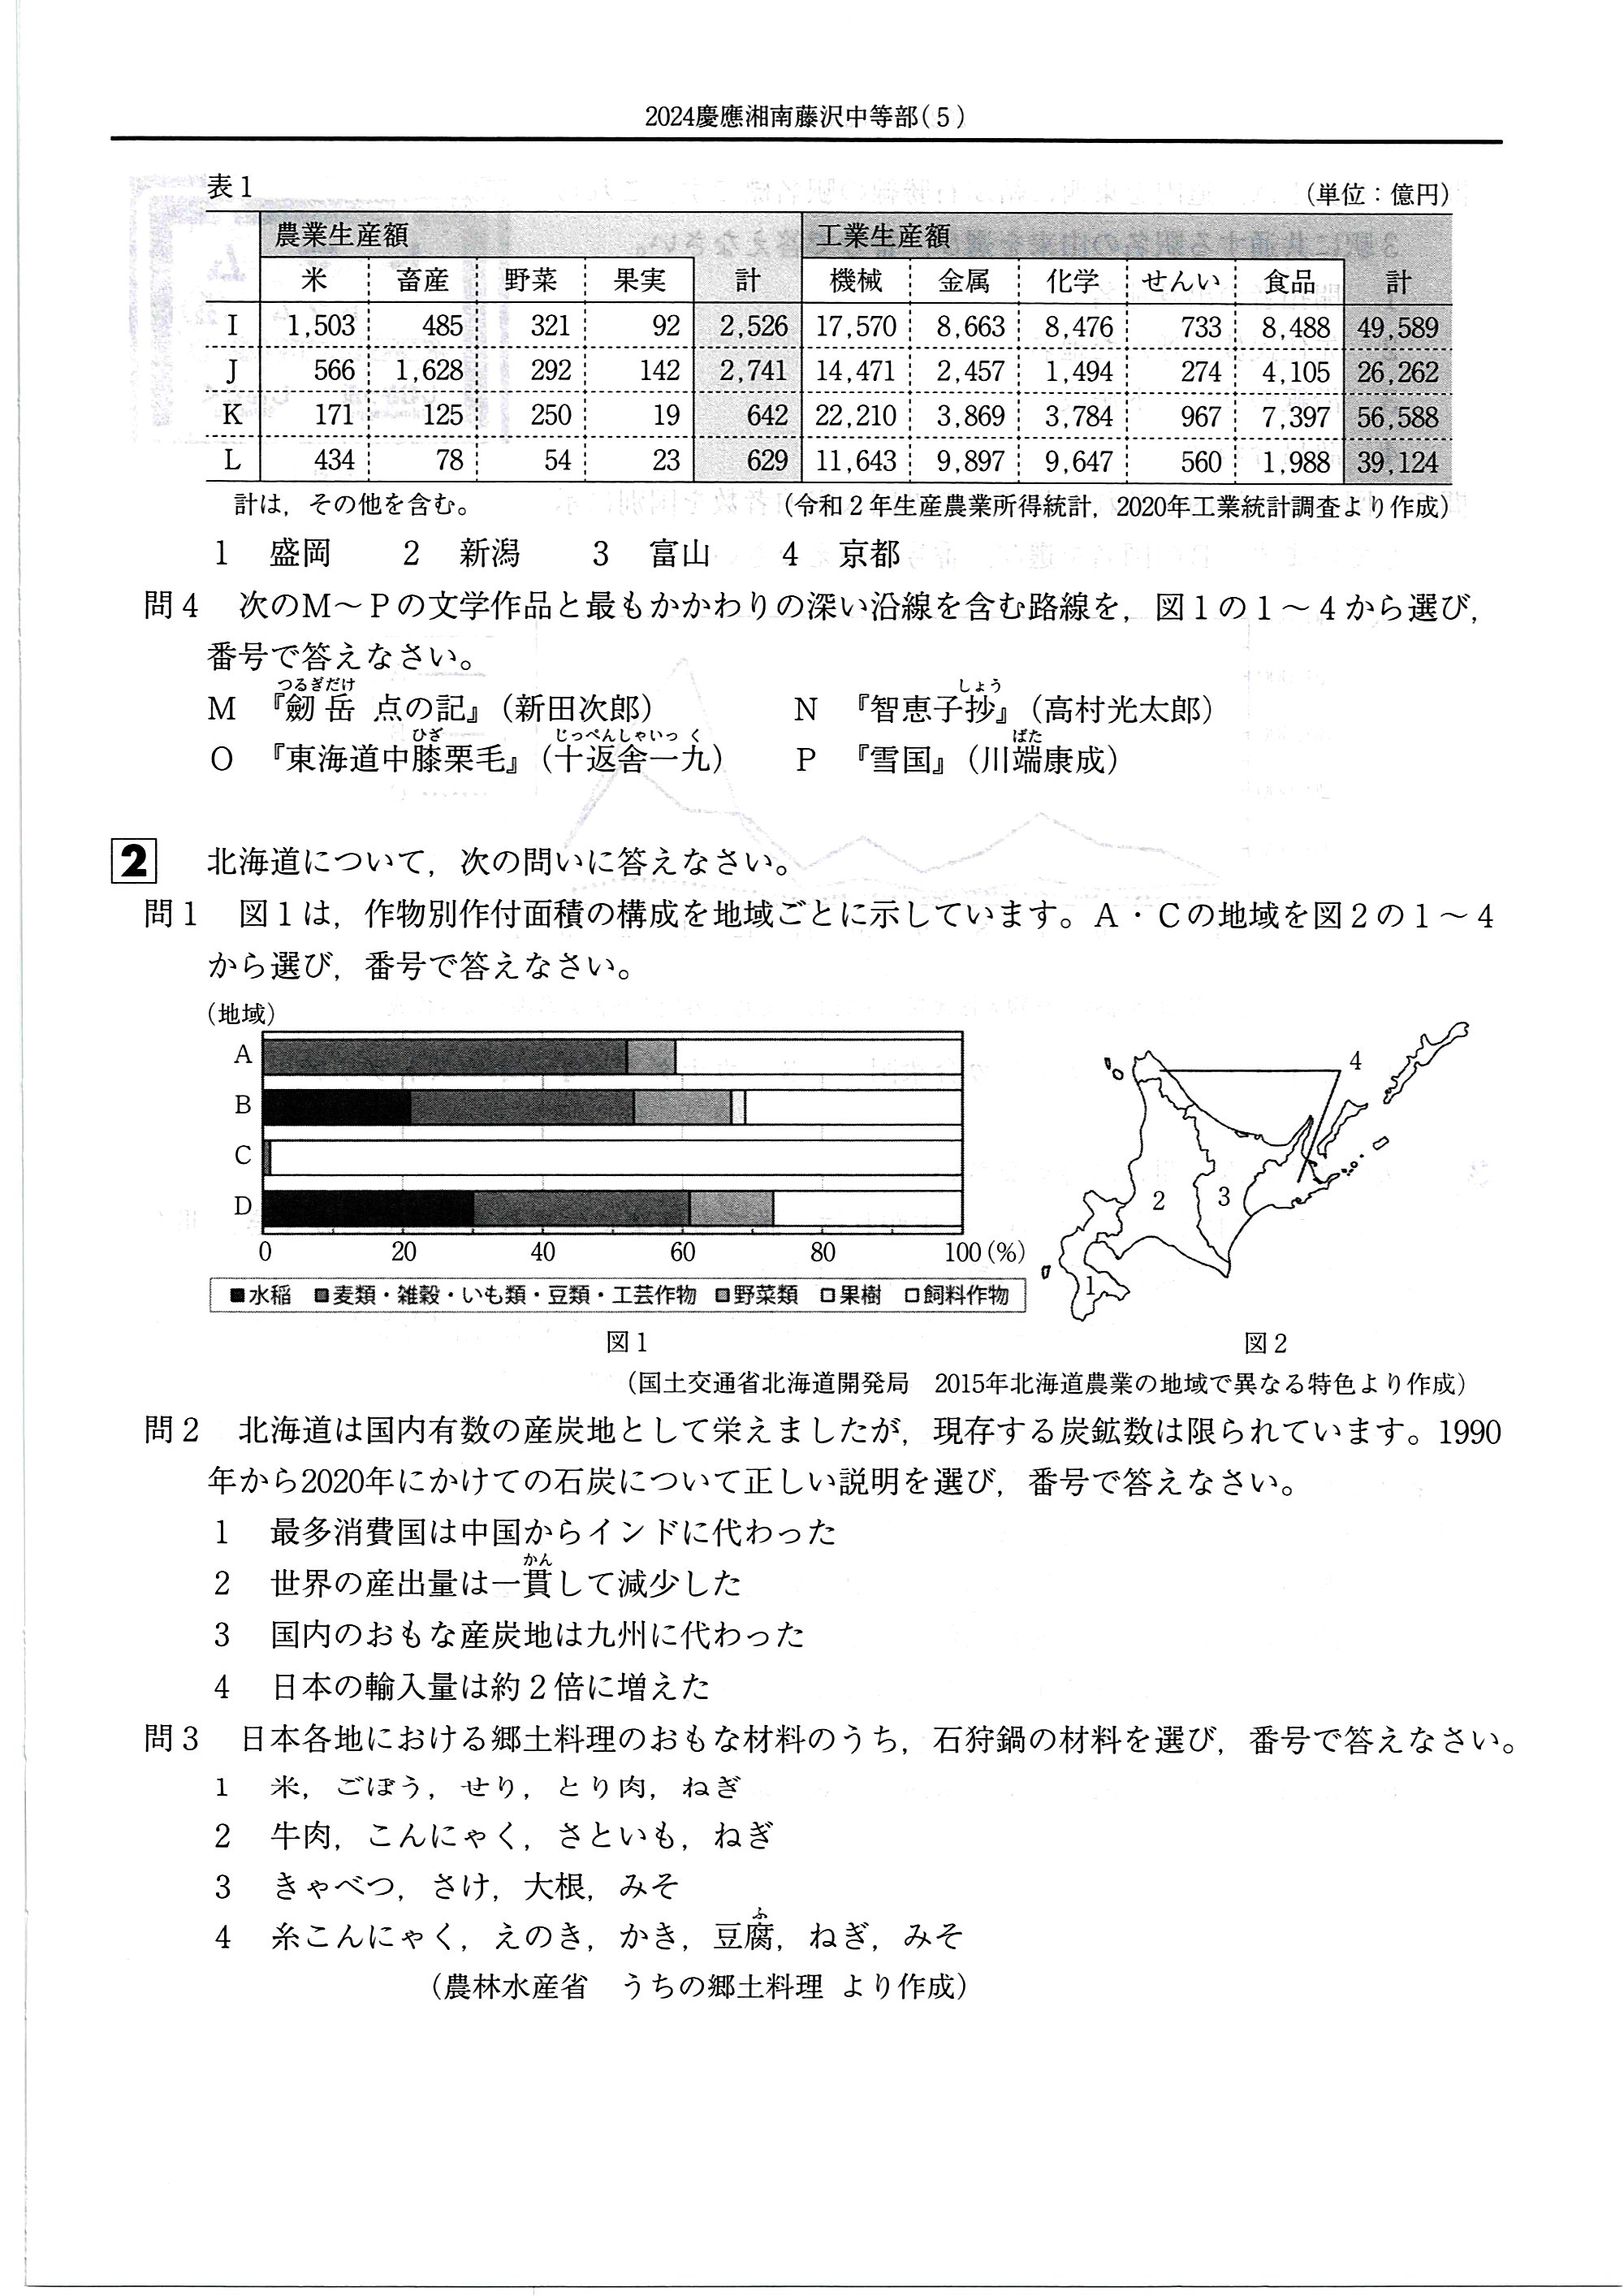 2024慶應湘南藤沢中等部(5)
表1
(単位:億円)
農業生産額 工業生産額
米 畜産 野菜 果実 計 機械 金属 化学 せんい 食品 計
I 1,503 485 321 92 2,526 17,570 8,663 8,476 733 8,488 49,589
J 566 1,628 292 142 2,741 14,471 2,457 1,494 274 4,105 26,262
K 171 125 250 19 642 22,210 3,869 3,784 967 7,397 56,588
L 434 78 54 23 629 11,643 9,897 9,647 560 1,988 39,124
計は,その他を含む。 (令和2年生産農業所得統計,2020年工業統計調査より作成)
1 盛岡 2 新潟 3 富山 4 京都
問4 次のM~Pの文学作品と最もかかわりの深い沿線を含む路線を,図1の1~4から選び,
番号で答えなさい。
つるぎだけ しょう
M 『劒岳 点の記』(新田次郎) N 『智恵子抄』(高村光太郎)
ひざ じっぺんしゃいっく ばた
O 『東海道中膝栗毛』(十返舎一九) P 『雪国』(川端康成)
2 北海道について,次の問いに答えなさい。
問1 図1は,作物別作付面積の構成を地域ごとに示しています。A・Cの地域を図2の1~4
から選び,番号で答えなさい。
(地域)
A
B
C
D
0 20 40 60 80 100(%)
■水稲 ■麦類・雑穀・いも類・豆類・工芸作物 ■野菜類 □果樹 □飼料作物
図1
4
2
3
1
図2
(国土交通省北海道開発局 2015年北海道農業の地域で異なる特色より作成)
問2 北海道は国内有数の産炭地として栄えましたが,現存する炭鉱数は限られています。1990
年から2020年にかけての石炭について正しい説明を選び,番号で答えなさい。
1 最多消費国は中国からインドに代わった
かん
2 世界の産出量は一貫して減少した
3 国内のおもな産炭地は九州に代わった
4 日本の輸入量は約2倍に増えた
問3 日本各地における郷土料理のおもな材料のうち,石狩鍋の材料を選び,番号で答えなさい。
1 米,ごぼう,せり,とり肉,ねぎ
2 牛肉,こんにゃく,さといも,ねぎ
3 きゃべつ,さけ,大根,みそ
ふ
4 糸こんにゃく,えのき,かき,豆腐,ねぎ,みそ
(農林水産省 うちの郷土料理 より作成)